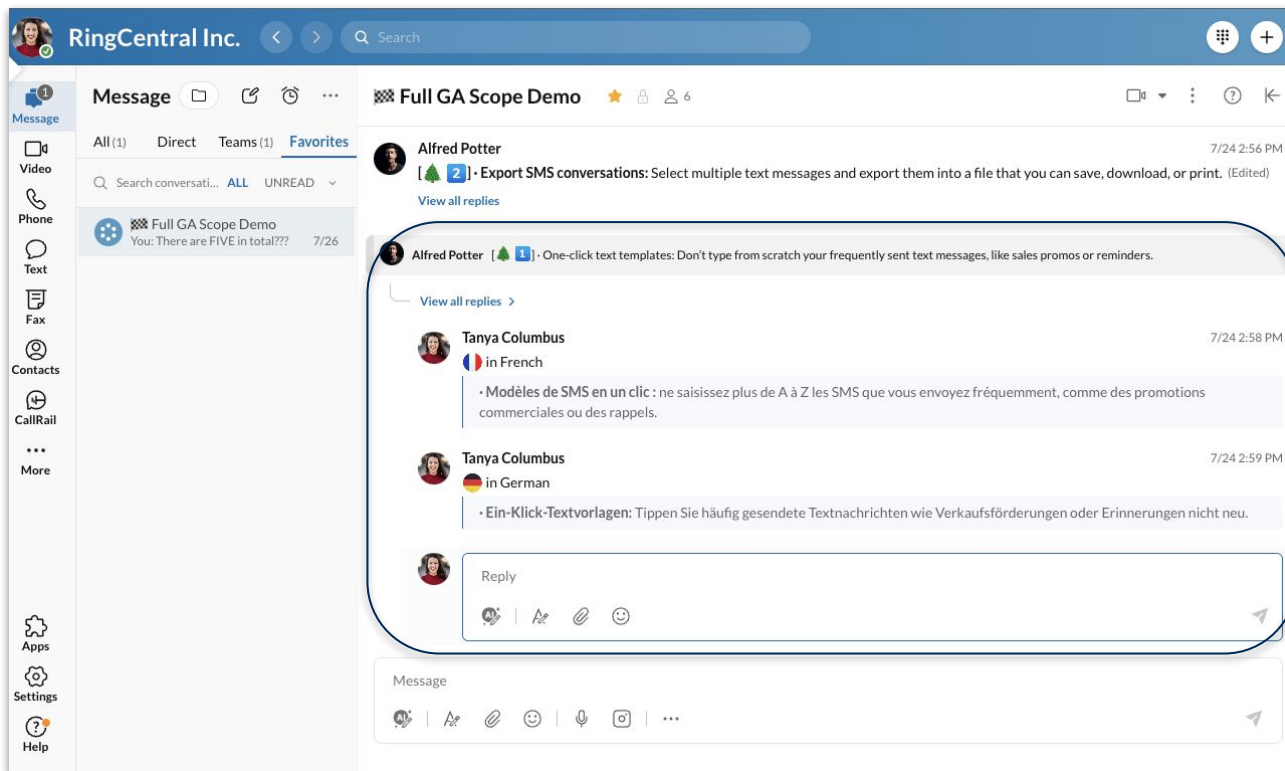 RingCentral Inc.
Search
1
Message
Video
Phone
Text
Fax
Contacts
CallRail
More
Apps
Settings
Help
Message
All (1) Direct Teams (1) Favorites
Search conversati... ALL UNREAD
🏁 Full GA Scope Demo
You: There are FIVE in total??? 7/26
🏁 Full GA Scope Demo 6
Alfred Potter 7/24 2:56 PM
[🌲 2️⃣] · Export SMS conversations: Select multiple text messages and export them into a file that you can save, download, or print. (Edited)
View all replies
Alfred Potter [🌲 1️⃣] · One-click text templates: Don't type from scratch your frequently sent text messages, like sales promos or reminders.
View all replies
Tanya Columbus 7/24 2:58 PM
🇫🇷 in French
· Modèles de SMS en un clic : ne saisissez plus de A à Z les SMS que vous envoyez fréquemment, comme des promotions
commerciales ou des rappels.
Tanya Columbus 7/24 2:59 PM
🇩🇪 in German
· Ein-Klick-Textvorlagen: Tippen Sie häufig gesendete Textnachrichten wie Verkaufsförderungen oder Erinnerungen nicht neu.
Reply
AI
Message
AI